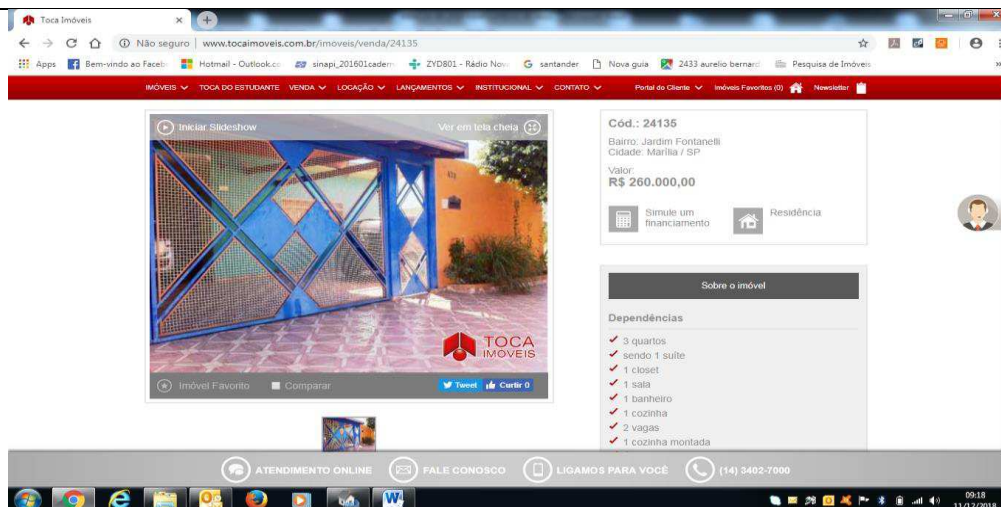 Toca Imóveis
Não seguro | www.tocaimoveis.com.br/imoveis/venda/24135
Apps Bem-vindo ao Faceb Hotmail - Outlook.co sinapi_201601cadern ZYD801 - Rádio Nov G santander Nova guia 2433 aurelio bernard Pesquisa de Imóveis
IMÓVEIS TOCA DO ESTUDANTE VENDA LOCAÇÃO LANÇAMENTOS INSTITUCIONAL CONTATO Portal do Cliente Imóveis Favoritos (0) Newsletter
Iniciar Slideshow Ver em tela cheia
TOCA
IMÓVEIS
Imóvel Favorito Comparar Tweet Curtir 0
Cód.: 24135
Bairro: Jardim Fontanelli
Cidade: Marília / SP
Valor:
R$ 260.000,00
Simule um
financiamento
Residência
Sobre o imóvel
Dependências
3 quartos
sendo 1 suíte
1 closet
1 sala
1 banheiro
1 cozinha
2 vagas
1 cozinha montada
ATENDIMENTO ONLINE FALE CONOSCO LIGAMOS PARA VOCÊ (14) 3402-7000
09:18
11/12/2018